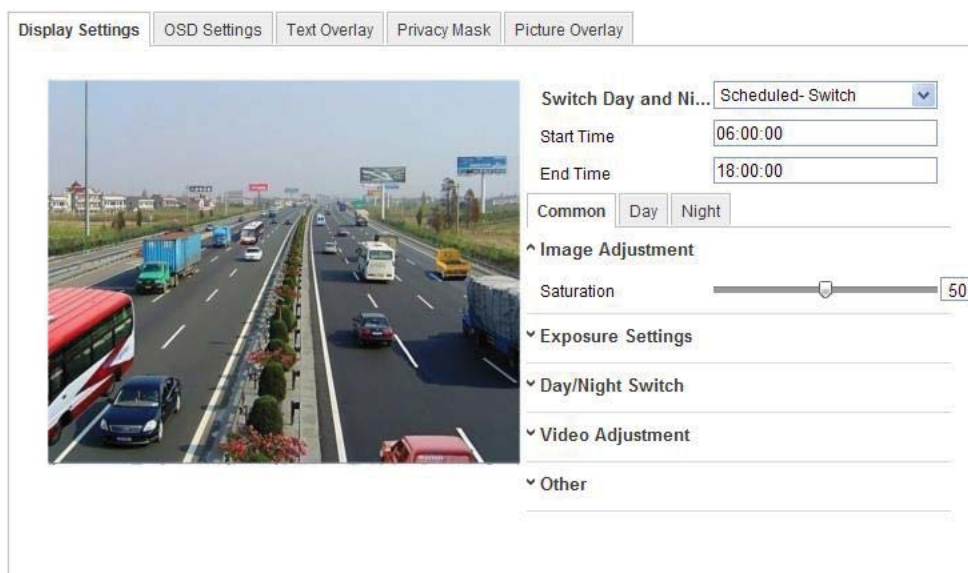 Display Settings OSD Settings Text Overlay Privacy Mask Picture Overlay
Switch Day and Ni... Scheduled- Switch
Start Time 06:00:00
End Time 18:00:00
Common Day Night
Image Adjustment
Saturation 50
Exposure Settings
Day/Night Switch
Video Adjustment
Other